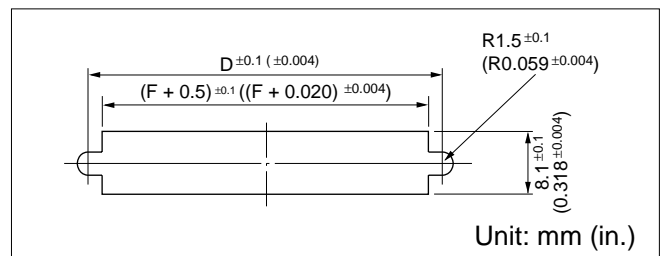 D±0.1 (±0.004)
(F + 0.5) ±0.1 ((F + 0.020) ±0.004)
R1.5 ±0.1
(R0.059 ±0.004)
8.1 ±0.1
(0.318 ±0.004)
Unit: mm (in.)